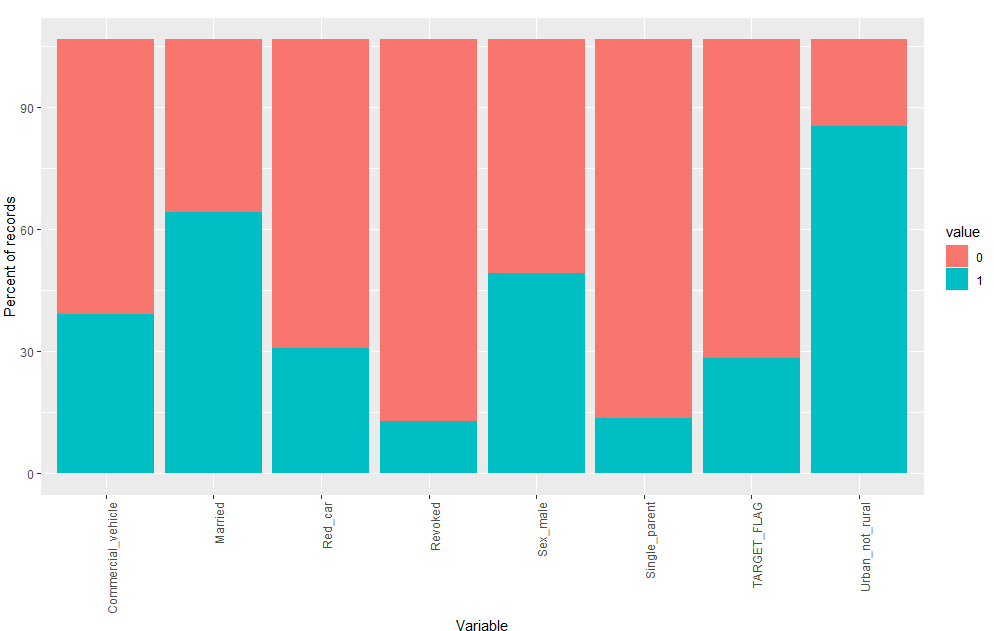 Percent of records
90
60
30
0
Commercial_vehicle
Married
Red_car
Revoked
Sex_male
Single_parent
TARGET_FLAG
Urban_not_rural
Variable
value
0
1